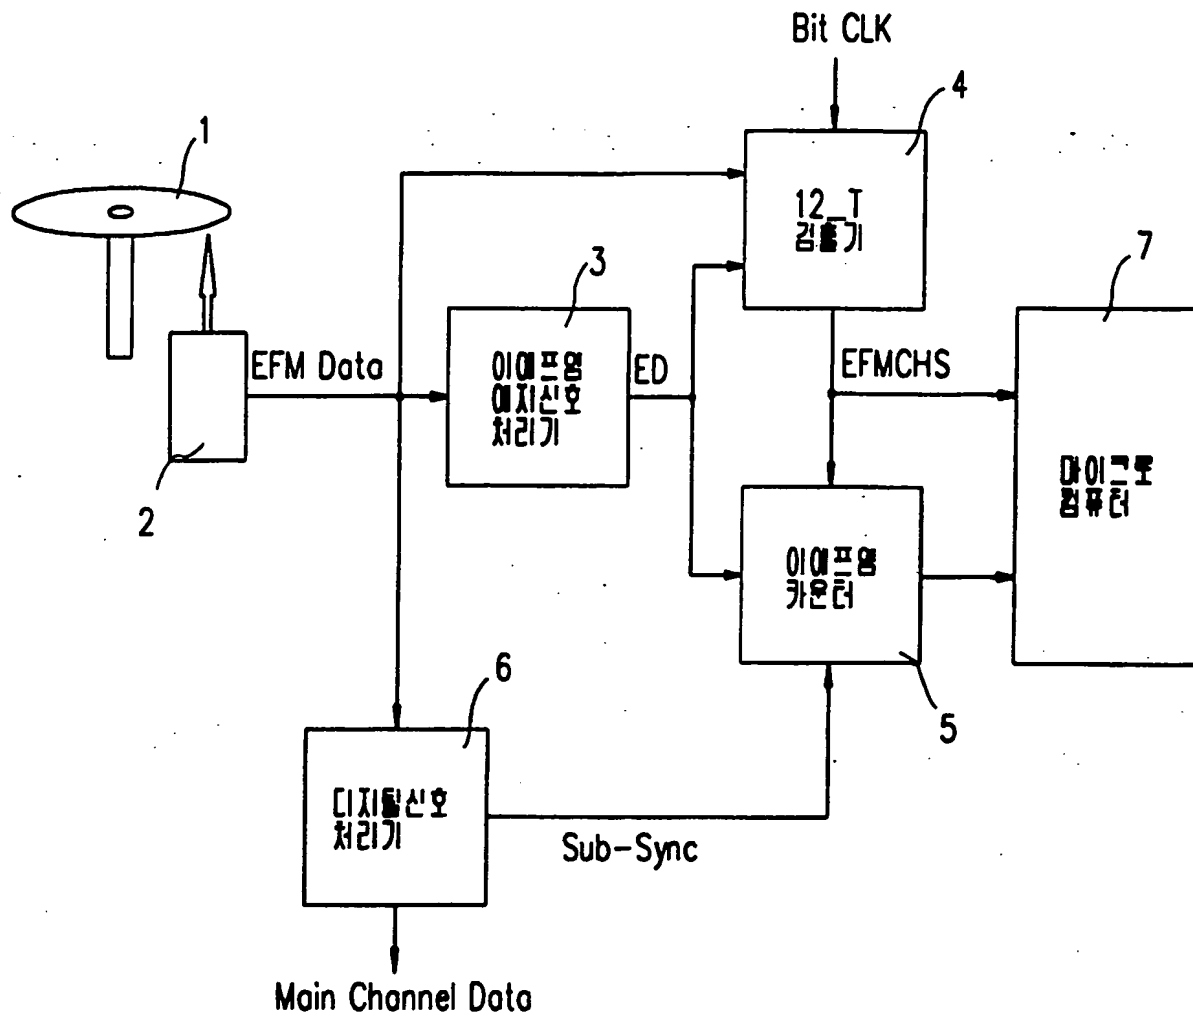 Bit CLK
4
1
12_T
검출기
3
7
EFM Data
이에프엠
에지신호
처리기
ED
EFMCHS
마이크로
컴퓨터
2
이에프엠
카운터
6
5
디지털신호
처리기
Sub-Sync
Main Channel Data